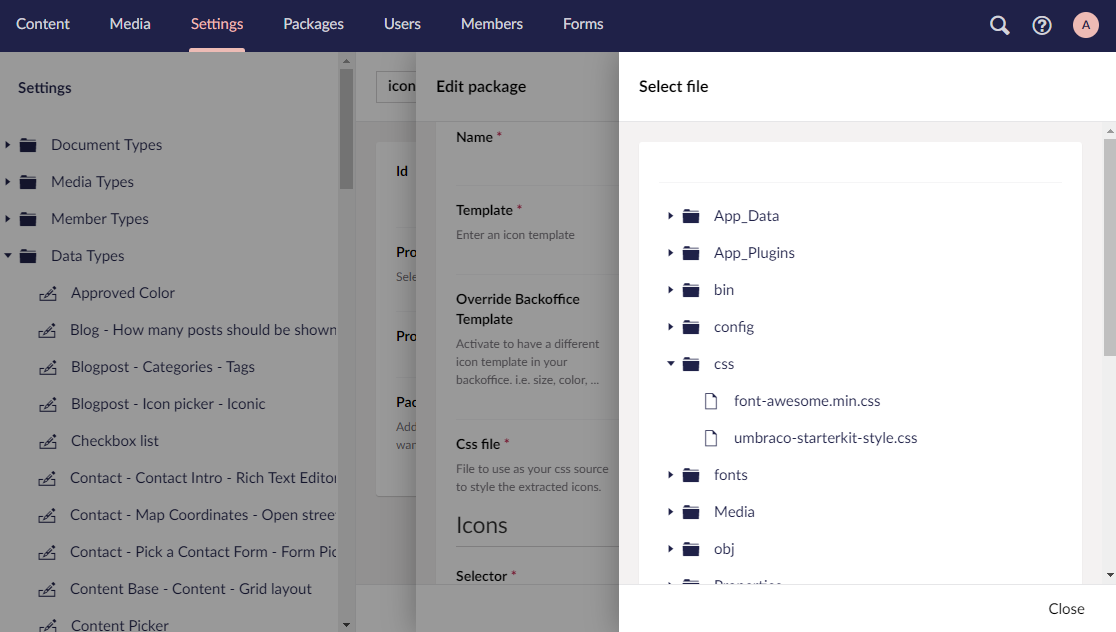 Content Media Settings Packages Users Members Forms A
Settings
Document Types
Media Types
Member Types
Data Types
Approved Color
Blog - How many posts should be shown
Blogpost - Categories - Tags
Blogpost - Icon picker - Iconic
Checkbox list
Contact - Contact Intro - Rich Text Editor
Contact - Map Coordinates - Open stree
Contact - Pick a Contact Form - Form Pic
Content Base - Content - Grid layout
Content Picker
icon
Id
Pro
Sele
Pro
Pac
Add
war
Edit package
Name *
Template *
Enter an icon template
Override Backoffice
Template
Activate to have a different
icon template in your
backoffice. i.e. size, color, ...
Css file *
File to use as your css source
to style the extracted icons.
Icons
Selector *
Select file
App_Data
App_Plugins
bin
config
css
font-awesome.min.css
umbraco-starterkit-style.css
fonts
Media
obj
Properties
Close